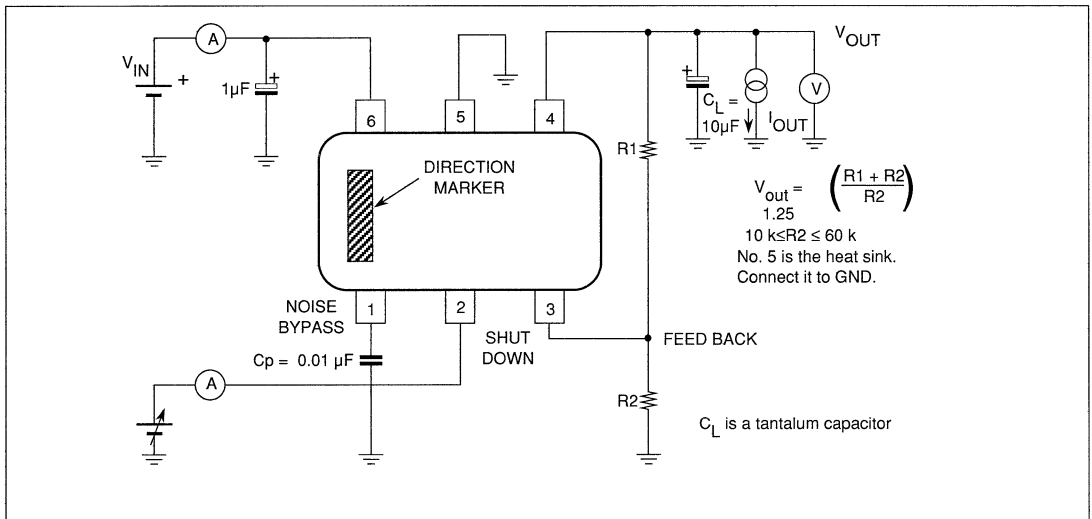 A
V_IN
+
1µF
+
6
5
4
V_OUT
+
C_L =
10µF
I_OUT
V
R1
DIRECTION
MARKER
V_out = ( R1 + R2 / R2 )
1.25
10 k≤R2 ≤ 60 k
No. 5 is the heat sink.
Connect it to GND.
NOISE
BYPASS
1
2
3
SHUT
DOWN
FEED BACK
Cp = 0.01 µF
A
R2
C_L is a tantalum capacitor